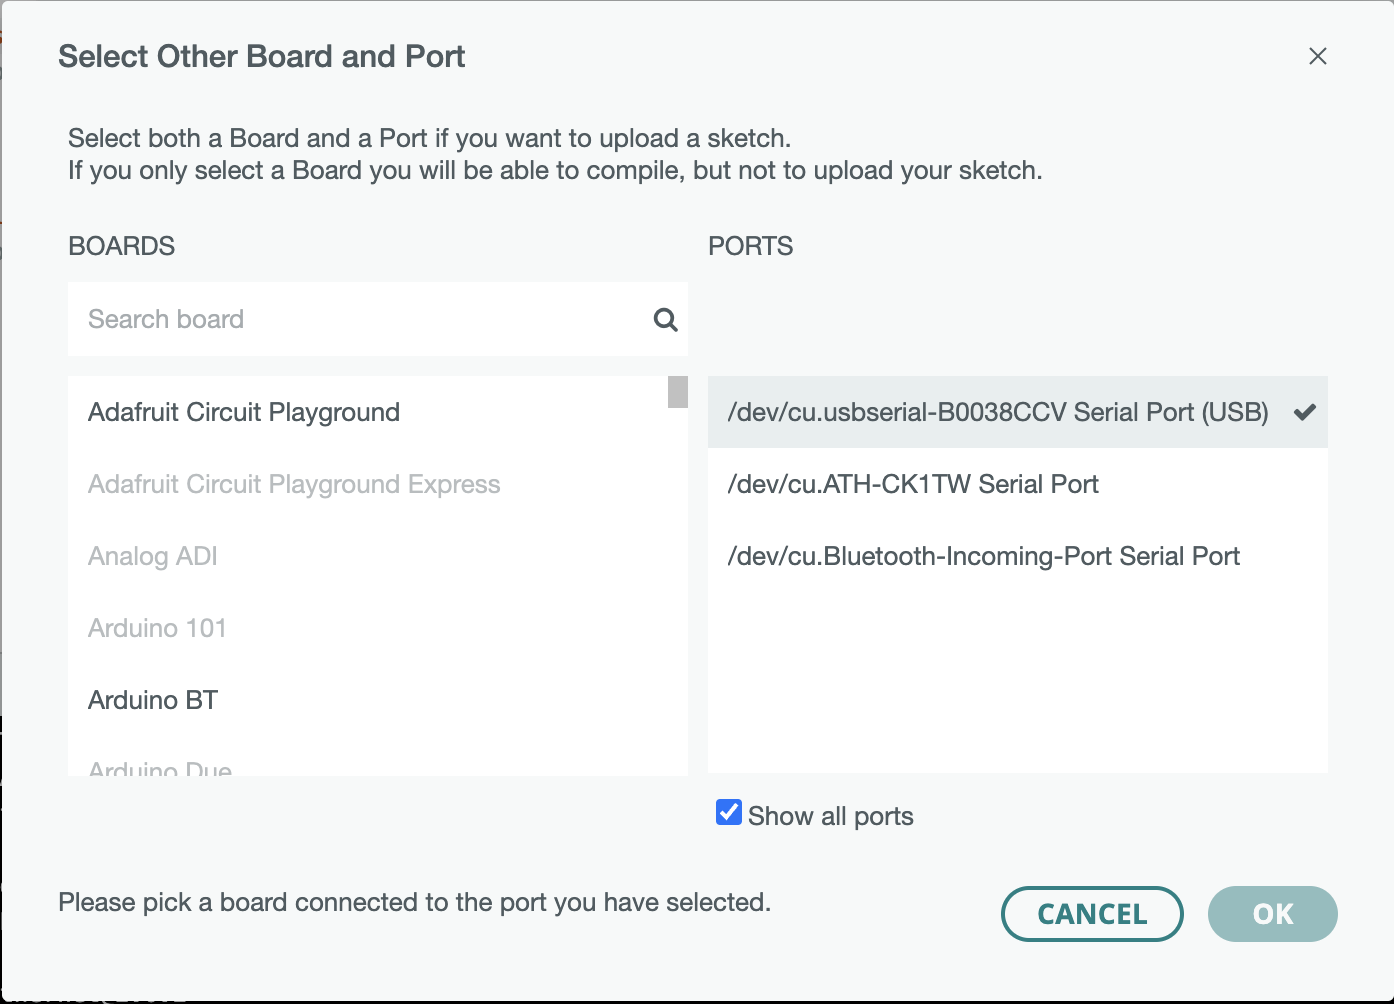 Select Other Board and Port
Select both a Board and a Port if you want to upload a sketch.
If you only select a Board you will be able to compile, but not to upload your sketch.
BOARDS
PORTS
Search board
Adafruit Circuit Playground
Adafruit Circuit Playground Express
Analog ADI
Arduino 101
Arduino BT
Arduino Due
/dev/cu.usbserial-B0038CCV Serial Port (USB)
/dev/cu.ATH-CK1TW Serial Port
/dev/cu.Bluetooth-Incoming-Port Serial Port
Show all ports
Please pick a board connected to the port you have selected.
CANCEL
OK